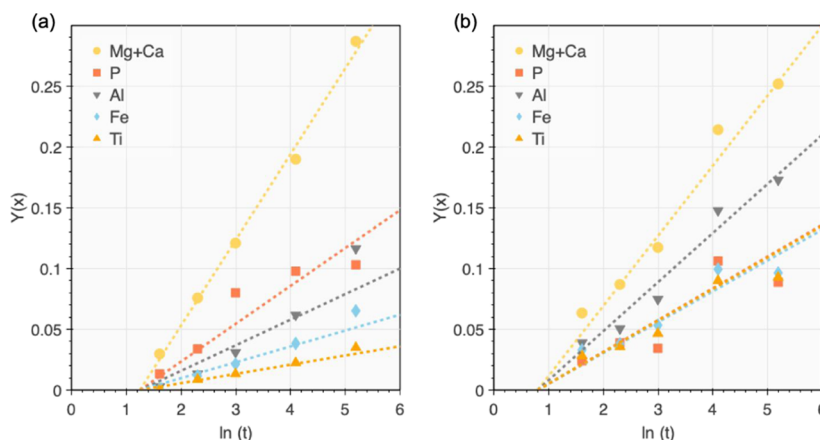 (a)
Mg+Ca
P
Al
Fe
Ti
0.25
0.2
0.15
0.1
0.05
0
Y(x)
0 1 2 3 4 5 6
ln (t)
(b)
Mg+Ca
P
Al
Fe
Ti
0.25
0.2
0.15
0.1
0.05
0
Y(x)
0 1 2 3 4 5 6
ln (t)